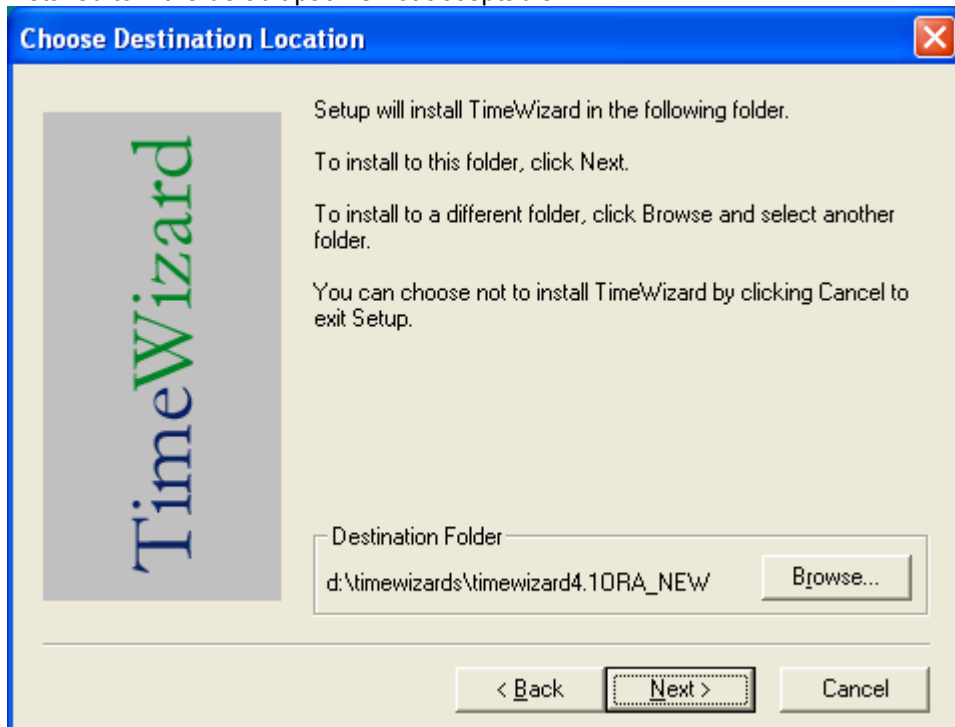 Choose Destination Location
TimeWizard
Setup will install TimeWizard in the following folder.
To install to this folder, click Next.
To install to a different folder, click Browse and select another
folder.
You can choose not to install TimeWizard by clicking Cancel to
exit Setup.
Destination Folder
d:\timewizards\timewizard4.1ORA_NEW
Browse...
< Back
Next >
Cancel